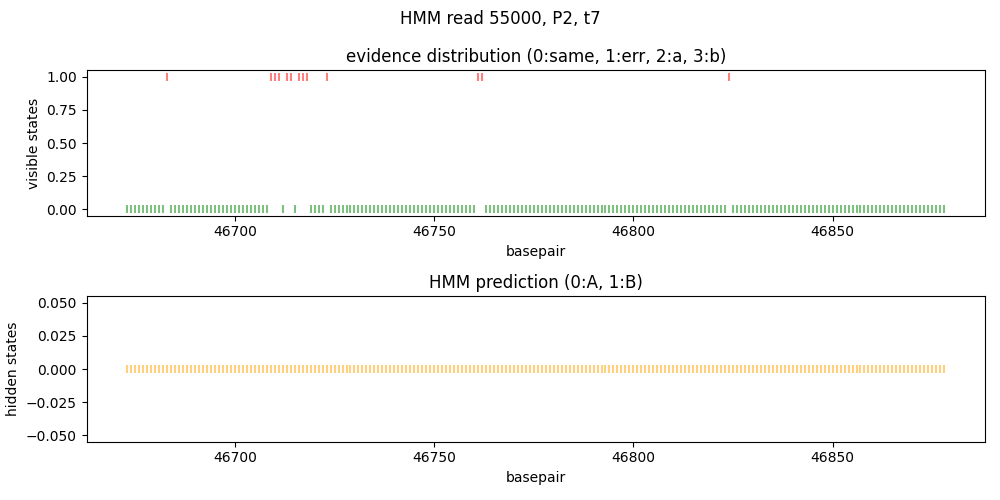 HMM read 55000, P2, t7
evidence distribution (0:same, 1:err, 2:a, 3:b)
1.00
0.75
0.50
0.25
0.00
visible states
46700 46750 46800 46850
basepair
HMM prediction (0:A, 1:B)
0.050
0.025
0.000
−0.025
−0.050
hidden states
46700 46750 46800 46850
basepair